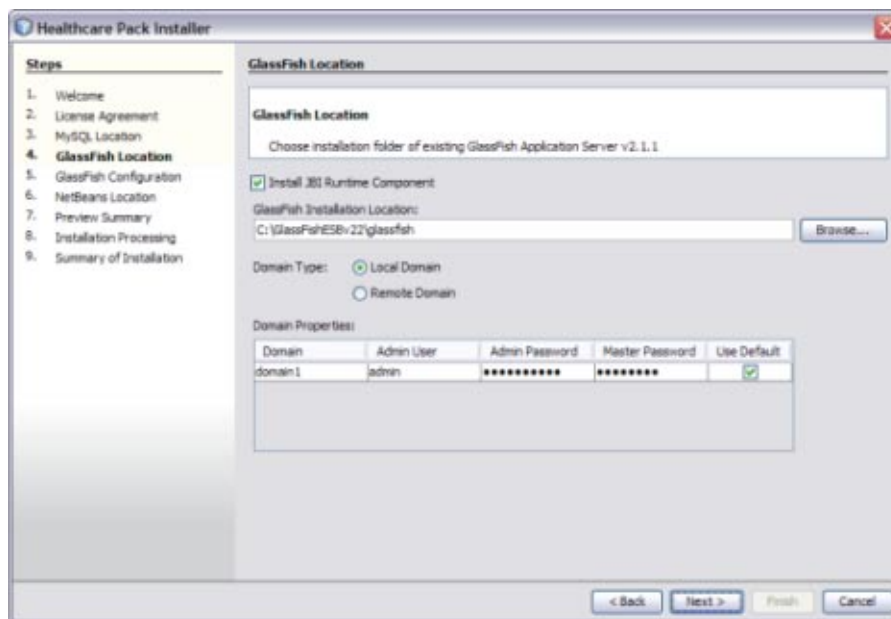 Healthcare Pack Installer
Steps
1. Welcome
2. License Agreement
3. MySQL Location
4. GlassFish Location
5. GlassFish Configuration
6. NetBeans Location
7. Preview Summary
8. Installation Processing
9. Summary of Installation
GlassFish Location
GlassFish Location
Choose installation folder of existing GlassFish Application Server v2.1.1
Install JBI Runtime Component
GlassFish Installation Location:
C:\GlassFishESBv22\glassfish
Browse...
Domain Type: Local Domain
Remote Domain
Domain Properties:
Domain Admin User Admin Password Master Password Use Default
domain1 admin •••••••••• ••••••••
< Back Next > Finish Cancel